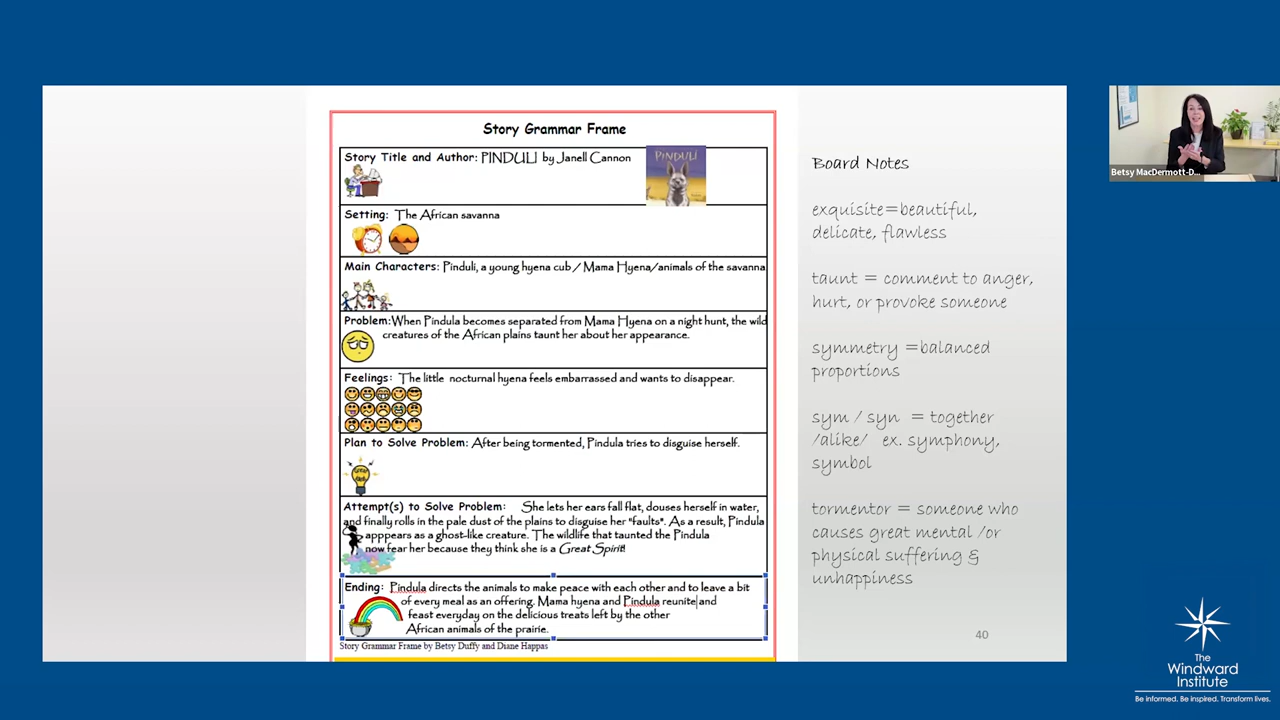 Story Grammar Frame
Story Title and Author: PINDULI by Janell Cannon
PINDULI
Setting: The African savanna
Main Characters: Pinduli, a young hyena cub / Mama Hyena/animals of the savanna
Problem:When Pindula becomes separated from Mama Hyena on a night hunt, the wild
creatures of the African plains taunt her about her appearance.
Feelings: The little nocturnal hyena feels embarrassed and wants to disappear.
Plan to Solve Problem: After being tormented, Pindula tries to disguise herself.
Attempt(s) to Solve Problem: She lets her ears fall flat, douses herself in water,
and finally rolls in the pale dust of the plains to disguise her "faults". As a result, Pindula
apppears as a ghost-like creature. The wildlife that taunted the Pindula
now fear her because they think she is a Great Spirit!
Ending: Pindula directs the animals to make peace with each other and to leave a bit
of every meal as an offering. Mama hyena and Pindula reunite and
feast everyday on the delicious treats left by the other
African animals of the prairie.
Story Grammar Frame by Betsy Duffy and Diane Happas
Board Notes
exquisite=beautiful,
delicate, flawless
taunt = comment to anger,
hurt, or provoke someone
symmetry =balanced
proportions
sym / syn = together
/alike/ ex. symphony,
symbol
tormentor = someone who
causes great mental /or
physical suffering &
unhappiness
40
Betsy MacDermott-D...
The
Windward
Institute
Be informed. Be inspired. Transform lives.